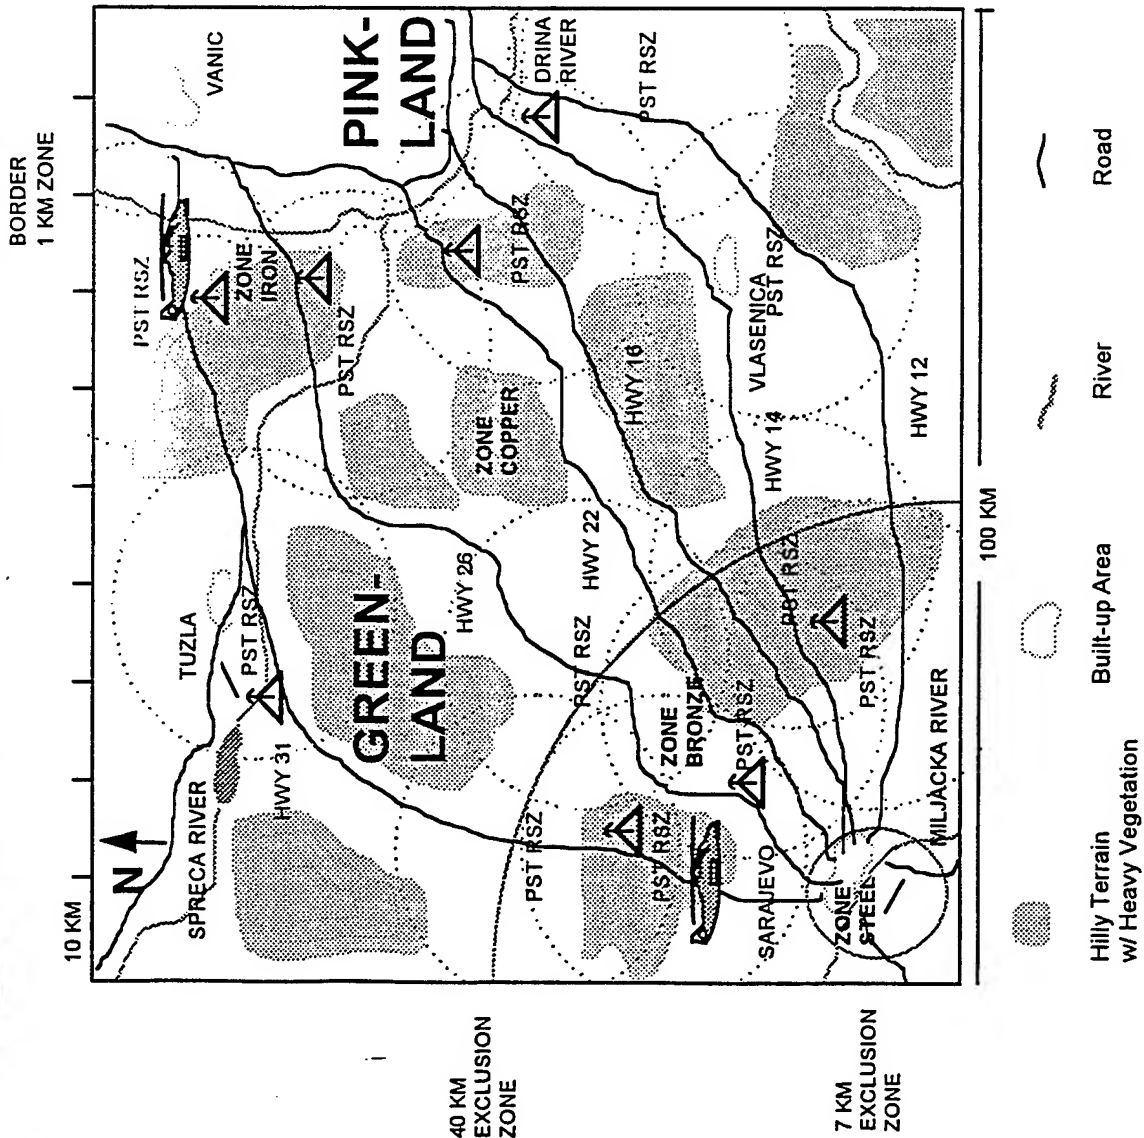 BORDER
1 KM ZONE
10 KM
N
PST RSZ
TUZLA
SPRECA RIVER
VANIC
ZONE
IRON
PST RSZ
HWY 31
PST RSZ
PINK-
LAND
GREEN-
LAND
40 KM
EXCLUSION
ZONE
HWY 26
ZONE
COPPER
PST RSZ
PST RSZ
DRINA
RIVER
PST RSZ
HWY 22
HWY 16
PST RSZ
PST RSZ
ZONE
BRONZE
PST RSZ
VLASENICA
SARAJEVO
PST RSZ
HWY 14
PST RSZ
7 KM
EXCLUSION
ZONE
ZONE
STEEL
PST RSZ
HWY 12
MILJACKA RIVER
100 KM
Hilly Terrain
w/ Heavy Vegetation
Built-up Area
River
Road